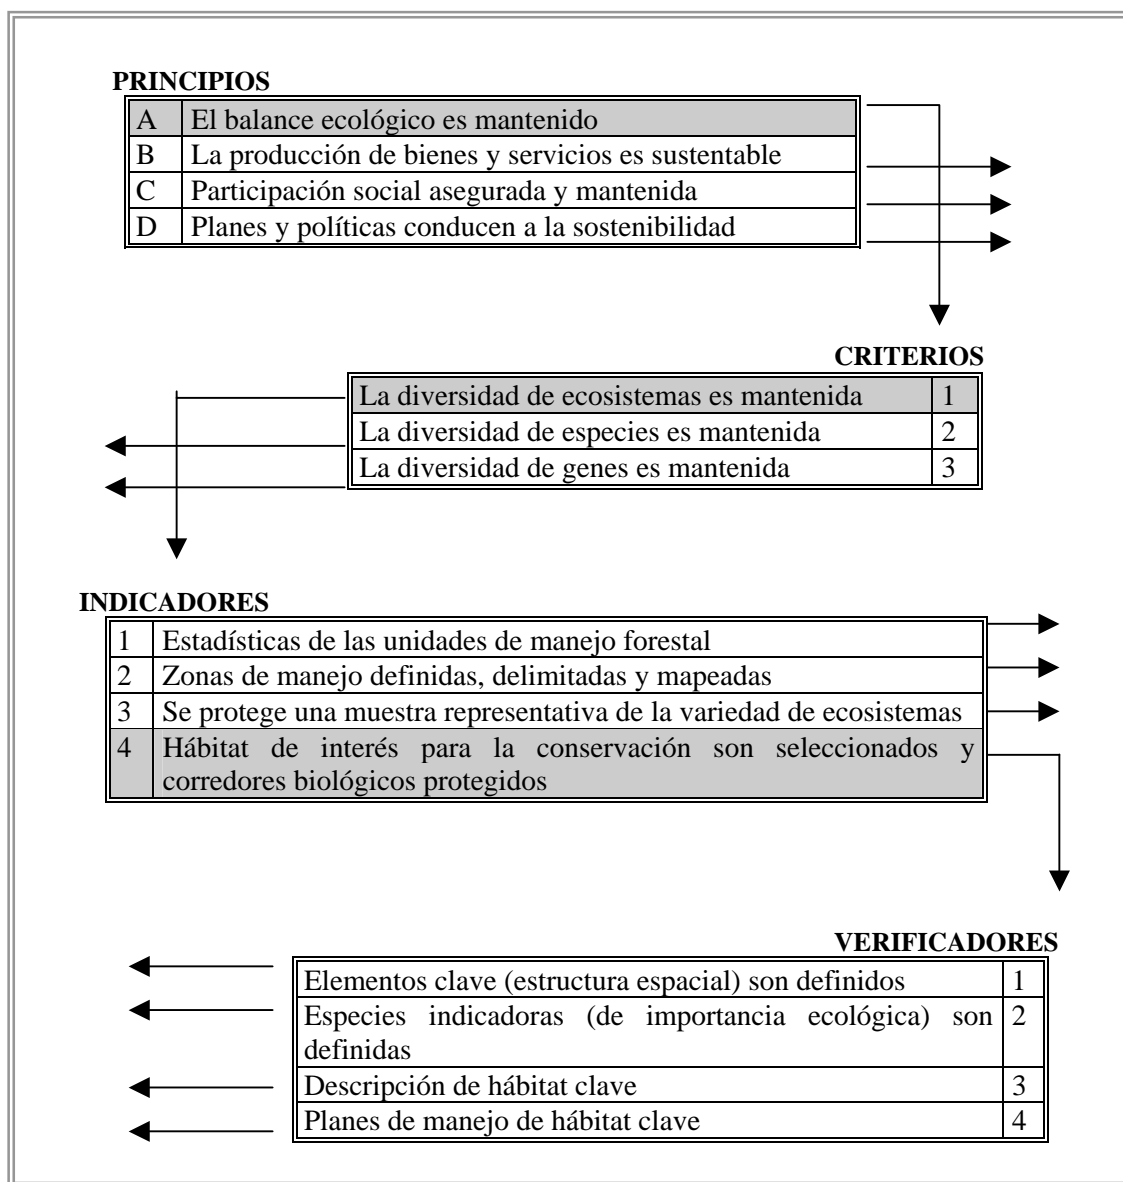 PRINCIPIOS
A El balance ecológico es mantenido
B La producción de bienes y servicios es sustentable
C Participación social asegurada y mantenida
D Planes y políticas conducen a la sostenibilidad
CRITERIOS
La diversidad de ecosistemas es mantenida 1
La diversidad de especies es mantenida 2
La diversidad de genes es mantenida 3
INDICADORES
1 Estadísticas de las unidades de manejo forestal
2 Zonas de manejo definidas, delimitadas y mapeadas
3 Se protege una muestra representativa de la variedad de ecosistemas
4 Hábitat de interés para la conservación son seleccionados y
corredores biológicos protegidos
VERIFICADORES
Elementos clave (estructura espacial) son definidos 1
Especies indicadoras (de importancia ecológica) son 2
definidas
Descripción de hábitat clave 3
Planes de manejo de hábitat clave 4